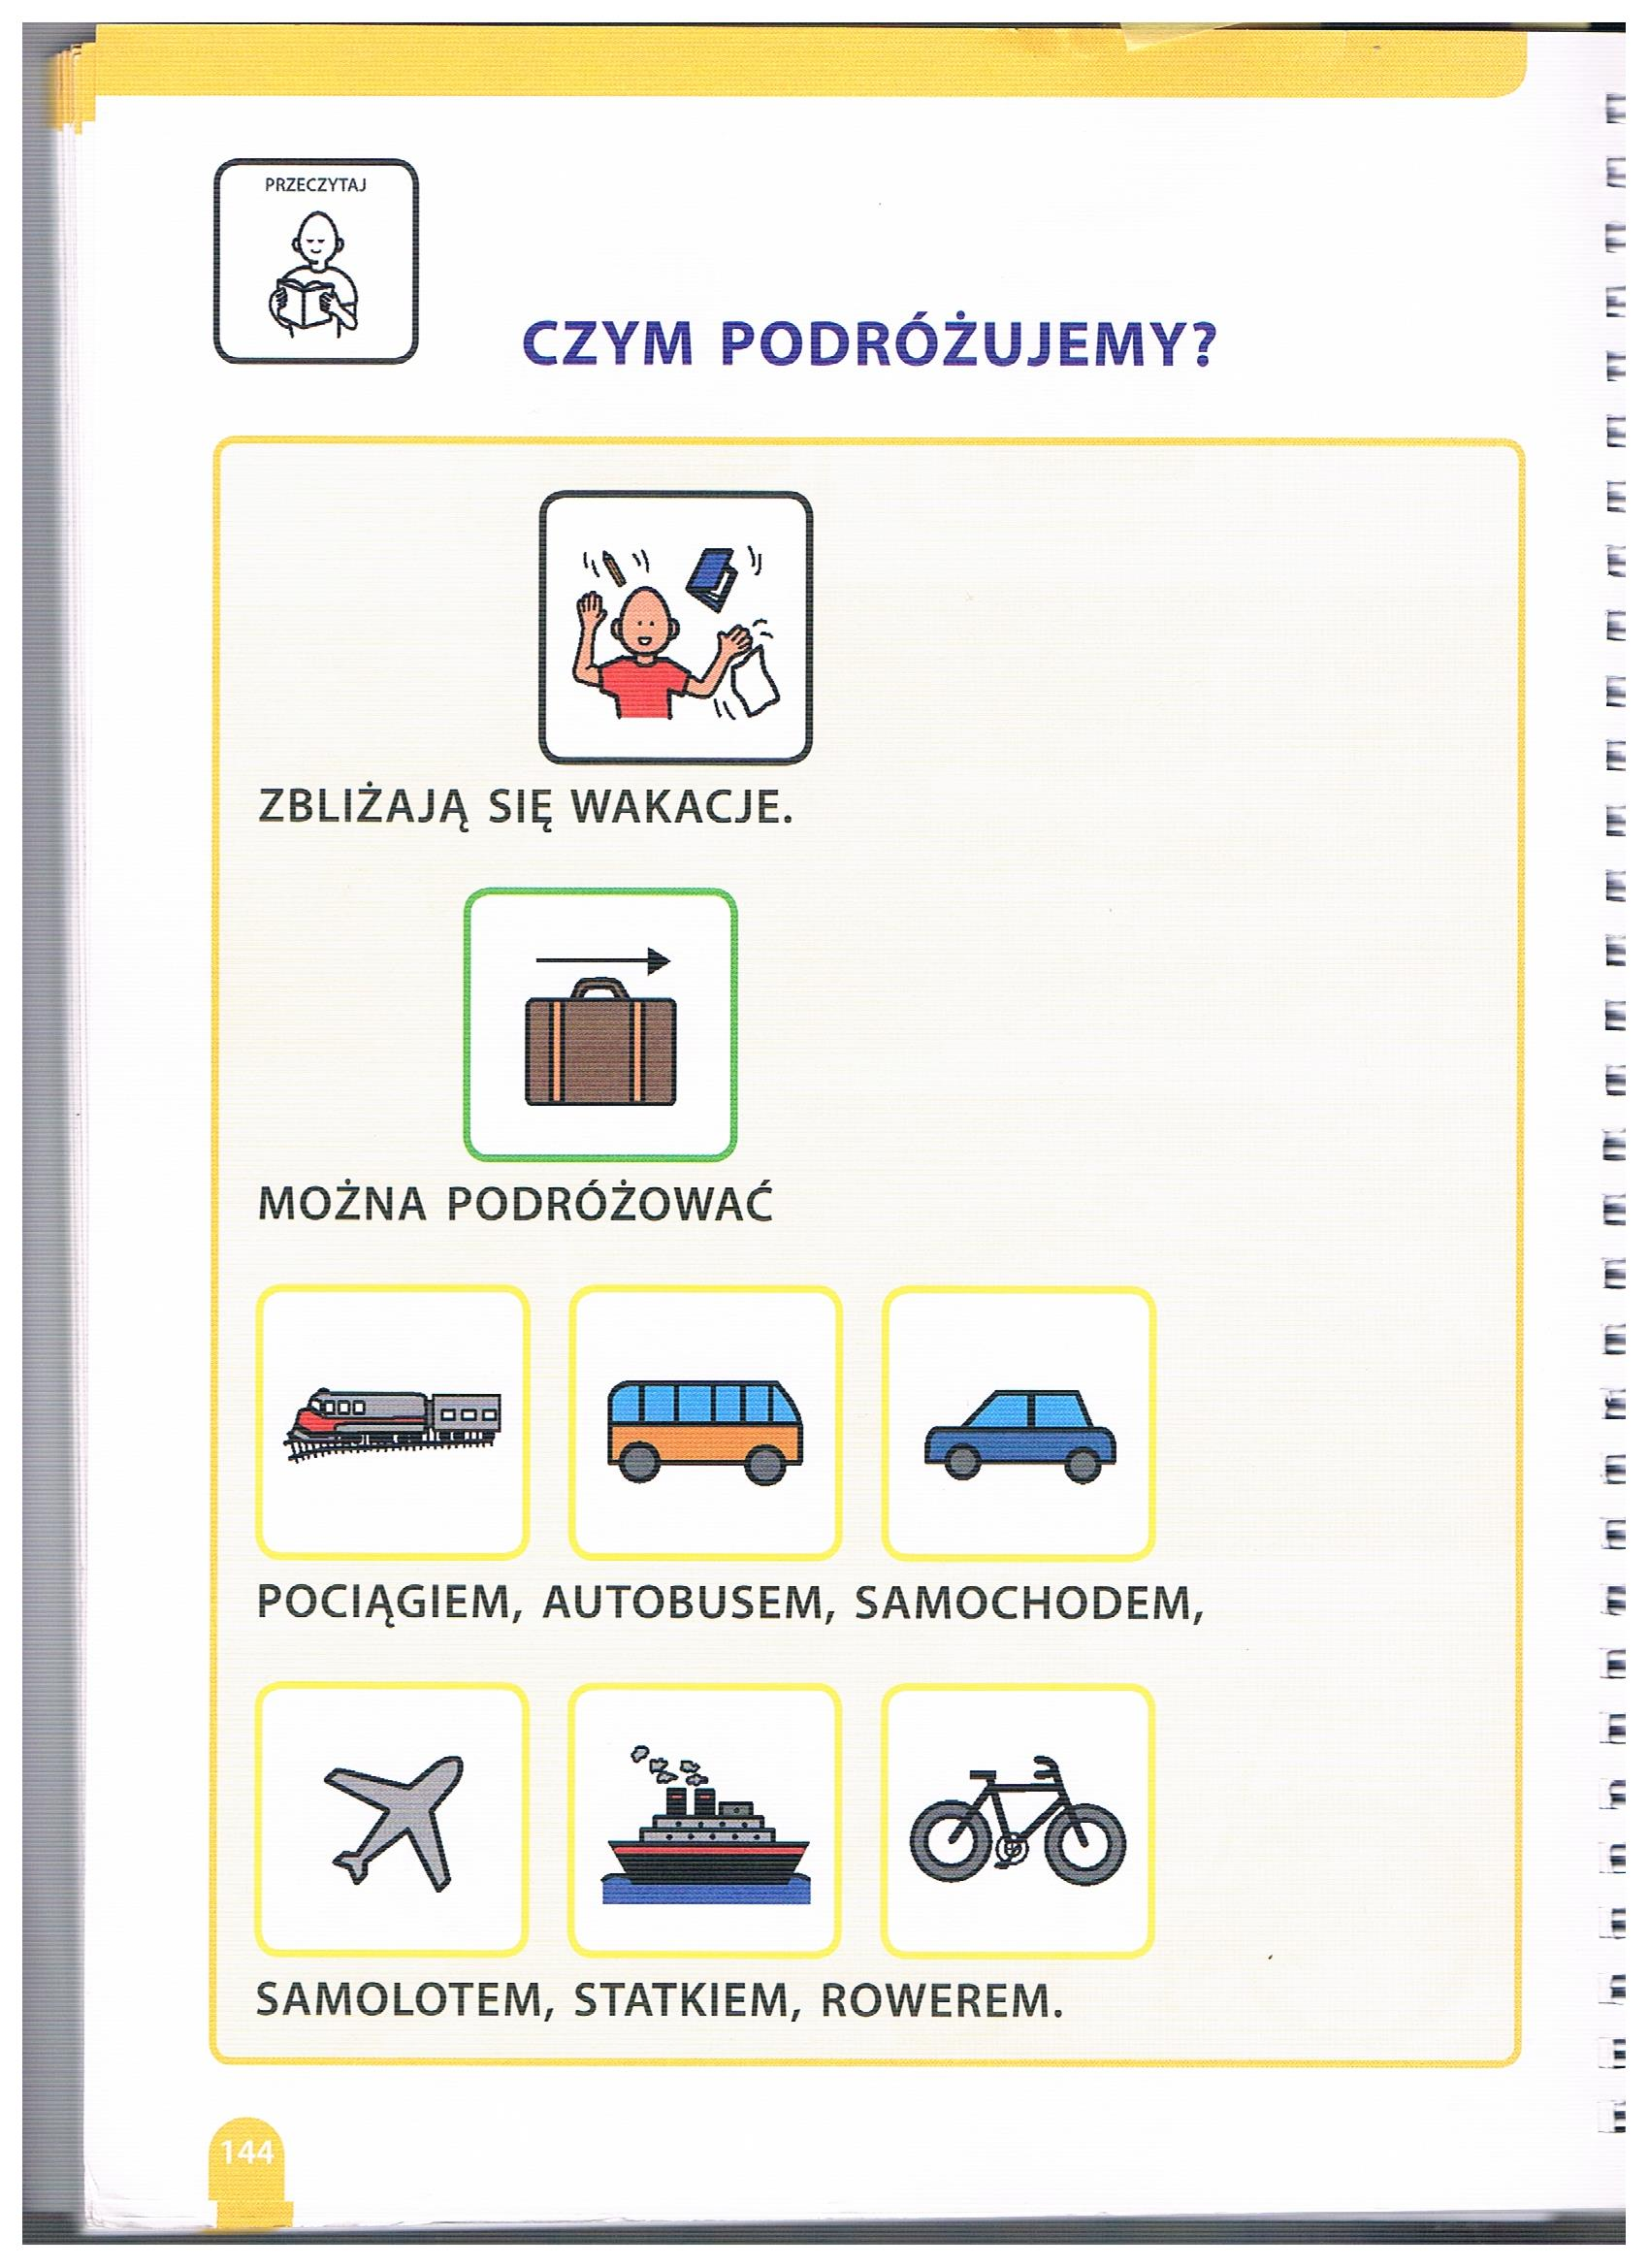 PRZECZYTAJ
CZYM PODRÓŻUJEMY?
ZBLIŻAJĄ SIĘ WAKACJE.
MOŻNA PODRÓŻOWAĆ
POCIĄGIEM, AUTOBUSEM, SAMOCHODEM,
SAMOLOTEM, STATKIEM, ROWEREM.
144